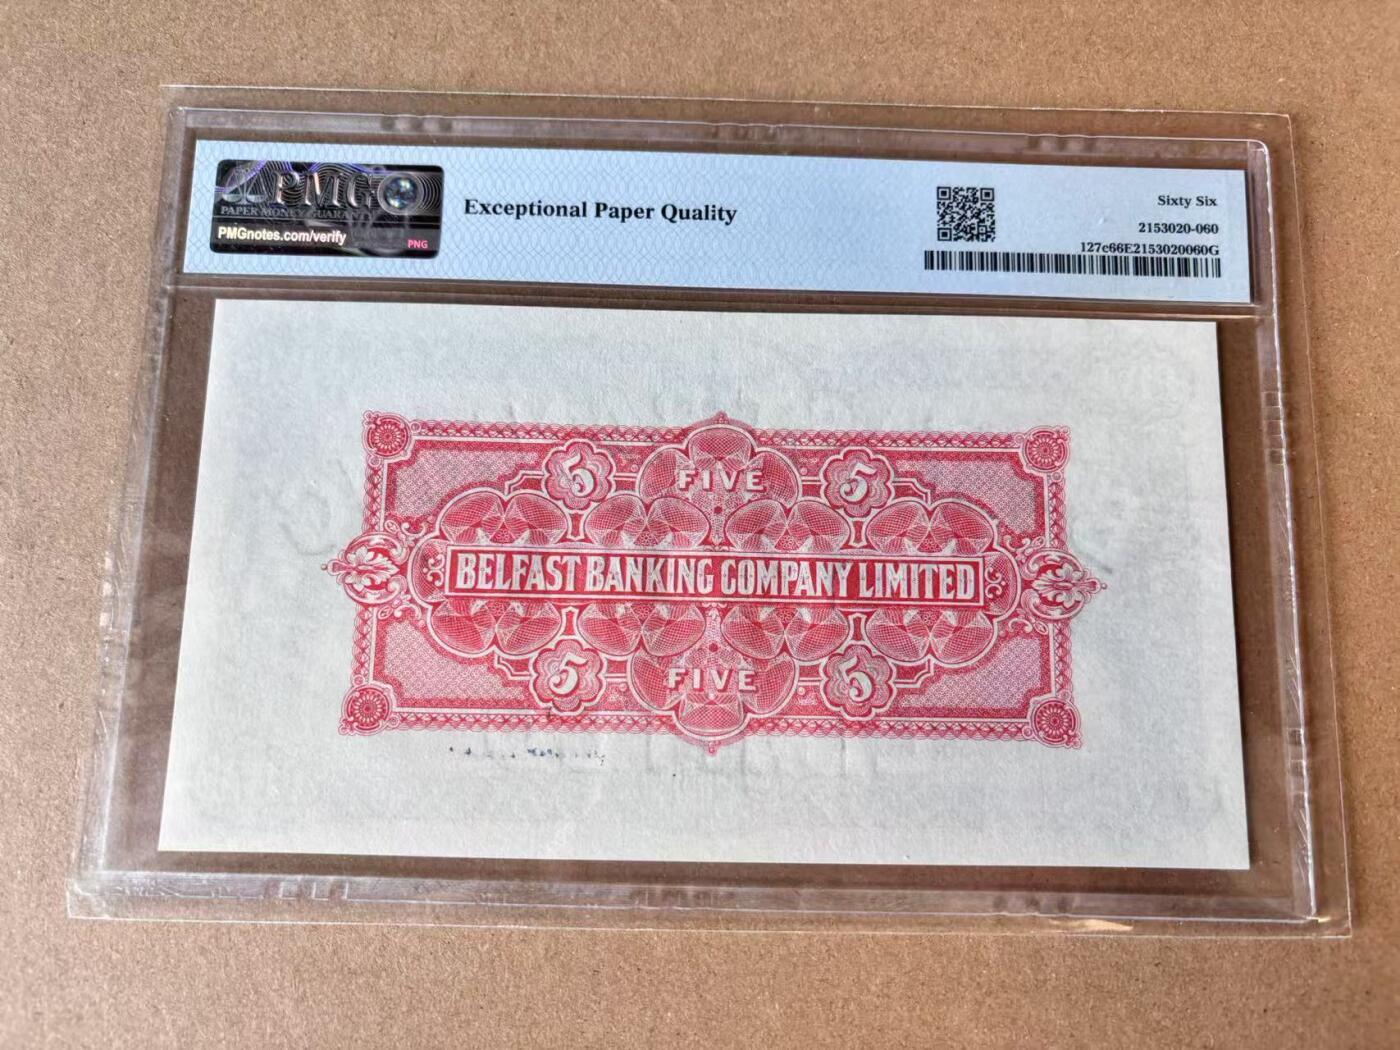 PMG
PAPER MONEY GUARANTY
PMGnotes.com/verify
PNG
Exceptional Paper Quality
Sixty Six
2153020-060
127c66E2153020060G
5 FIVE 5
BELFAST BANKING COMPANY LIMITED
5 FIVE 5